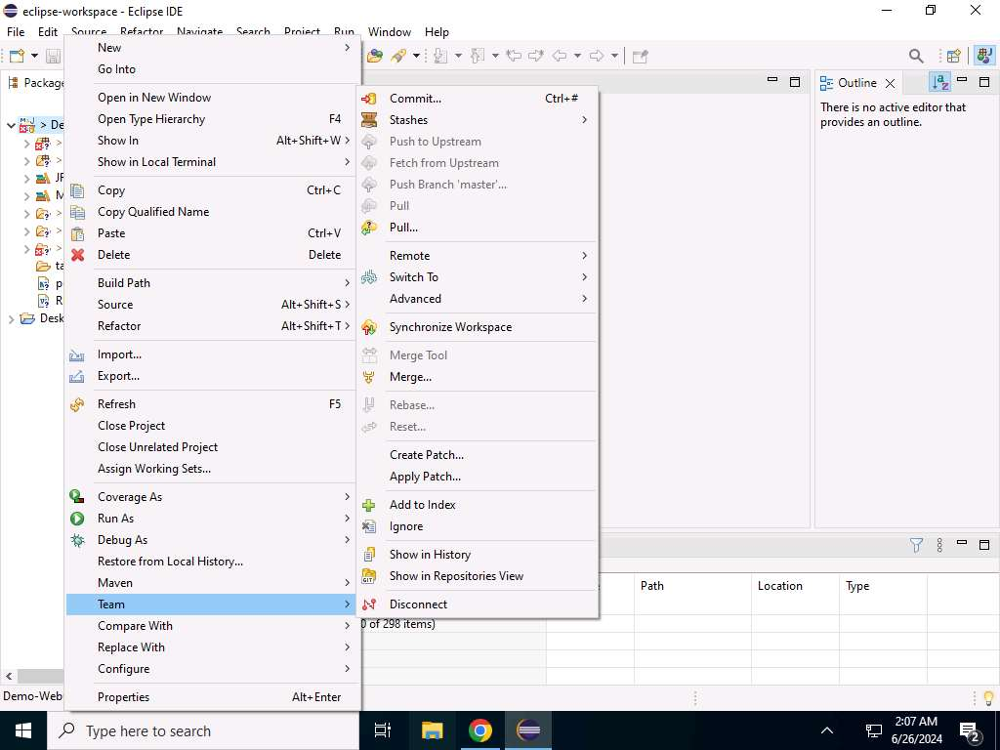 eclipse-workspace - Eclipse IDE
File Edit Source Refactor Navigate Search Project Run Window Help
Package
Outline
There is no active editor that
provides an outline.
> De
>
>
JR
M
>
>
>
ta
Desk
New
Go Into
Open in New Window
Open Type Hierarchy F4
Show In Alt+Shift+W
Show in Local Terminal
Copy Ctrl+C
Copy Qualified Name
Paste Ctrl+V
Delete Delete
Build Path
Source Alt+Shift+S
Refactor Alt+Shift+T
Import...
Export...
Refresh F5
Close Project
Close Unrelated Project
Assign Working Sets...
Coverage As
Run As
Debug As
Restore from Local History...
Maven
Team
Compare With
Replace With
Configure
Properties Alt+Enter
Commit... Ctrl+#
Stashes
Push to Upstream
Fetch from Upstream
Push Branch 'master'...
Pull
Pull...
Remote
Switch To
Advanced
Synchronize Workspace
Merge Tool
Merge...
Rebase...
Reset...
Create Patch...
Apply Patch...
Add to Index
Ignore
Show in History
Show in Repositories View
Disconnect
Path Location Type
0 of 298 items)
Demo-Web
Type here to search
2:07 AM
6/26/2024
2